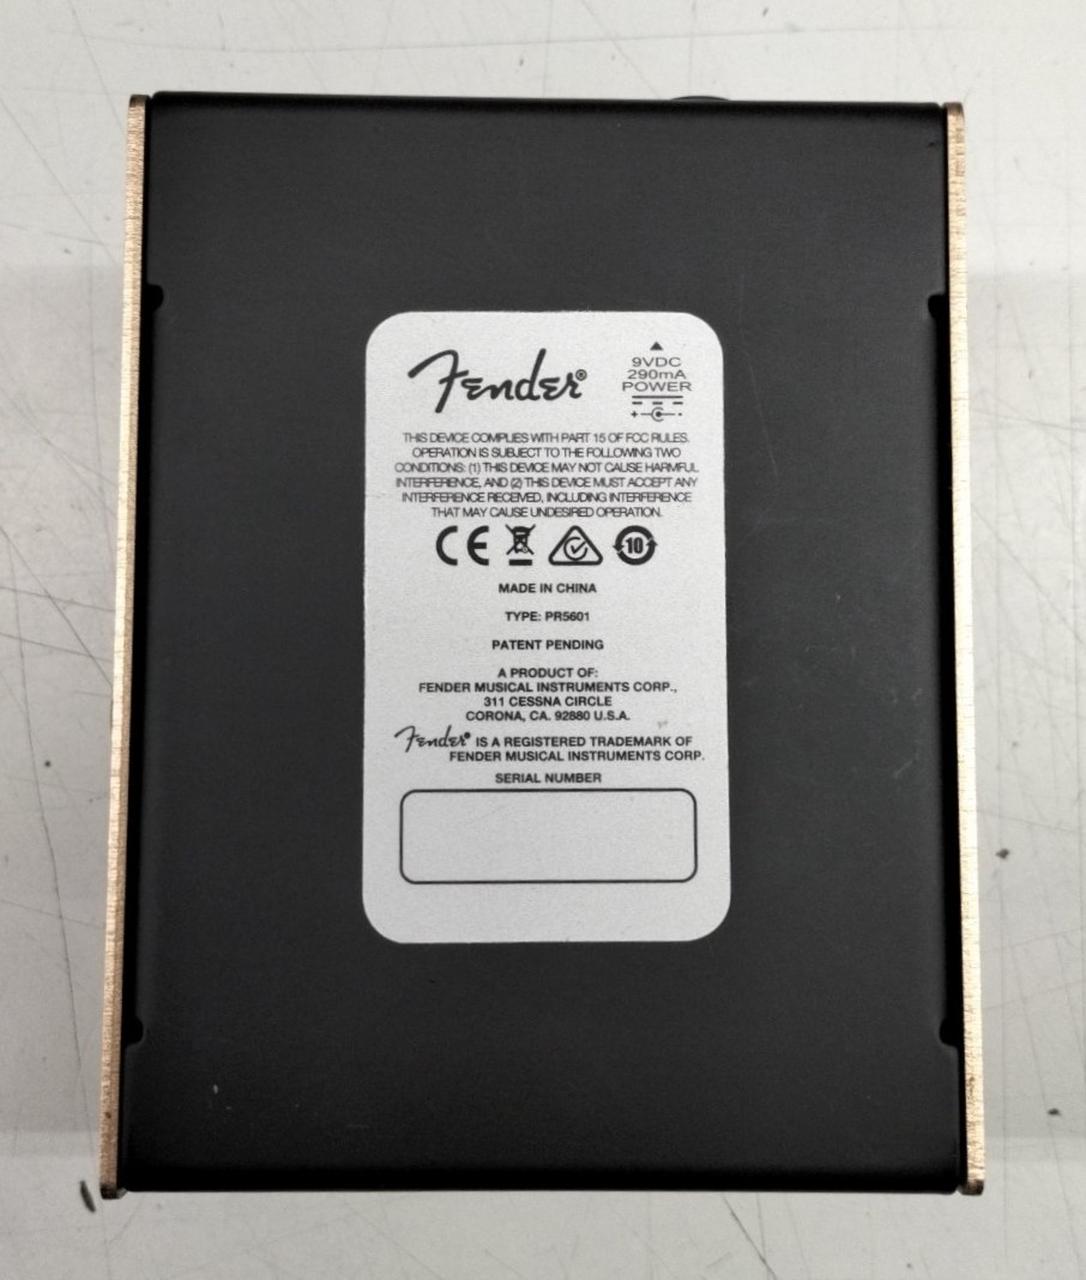 Fender®
9VDC
290mA
POWER
+ -
THIS DEVICE COMPLIES WITH PART 15 OF FCC RULES.
OPERATION IS SUBJECT TO THE FOLLOWING TWO
CONDITIONS: (1) THIS DEVICE MAY NOT CAUSE HARMFUL
INTERFERENCE, AND (2) THIS DEVICE MUST ACCEPT ANY
INTERFERENCE RECEIVED, INCLUDING INTERFERENCE
THAT MAY CAUSE UNDESIRED OPERATION.
CE 10
MADE IN CHINA
TYPE: PR5601
PATENT PENDING
A PRODUCT OF:
FENDER MUSICAL INSTRUMENTS CORP.,
311 CESSNA CIRCLE
CORONA, CA. 92880 U.S.A.
Fender® IS A REGISTERED TRADEMARK OF
FENDER MUSICAL INSTRUMENTS CORP.
SERIAL NUMBER